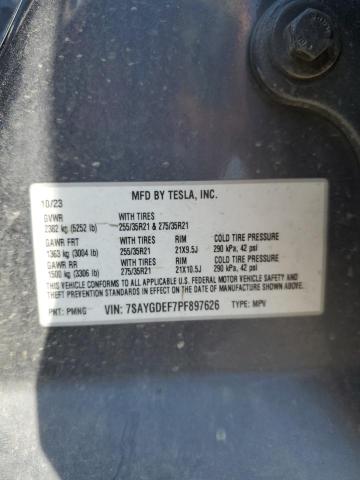 MFD BY TESLA, INC.
10/23
GVWR WITH TIRES
2382 kg (5252 lb) 255/35R21 & 275/35R21
GAWR FRT WITH TIRES RIM COLD TIRE PRESSURE
1363 kg (3004 lb) 255/35R21 21X9.5J 290 kPa, 42 psi
GAWR RR WITH TIRES RIM COLD TIRE PRESSURE
1500 kg (3306 lb) 275/35R21 21X10.5J 290 kPa, 42 psi
THIS VEHICLE CONFORMS TO ALL APPLICABLE FEDERAL MOTOR VEHICLE SAFETY AND
THEFT PREVENTION STANDARDS IN EFFECT ON THE DATE OF MANUFACTURE SHOWN ABOVE.
PNT: PMNG VIN: 7SAYGDEF7PF897626 TYPE: MPV